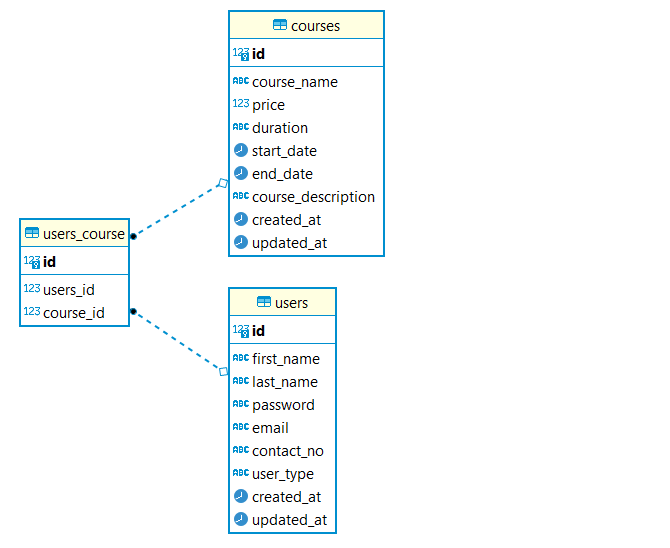 courses
123 id
ABC course_name
123 price
ABC duration
start_date
end_date
ABC course_description
created_at
updated_at
users_course
123 id
123 users_id
123 course_id
users
123 id
ABC first_name
ABC last_name
ABC password
ABC email
ABC contact_no
ABC user_type
created_at
updated_at